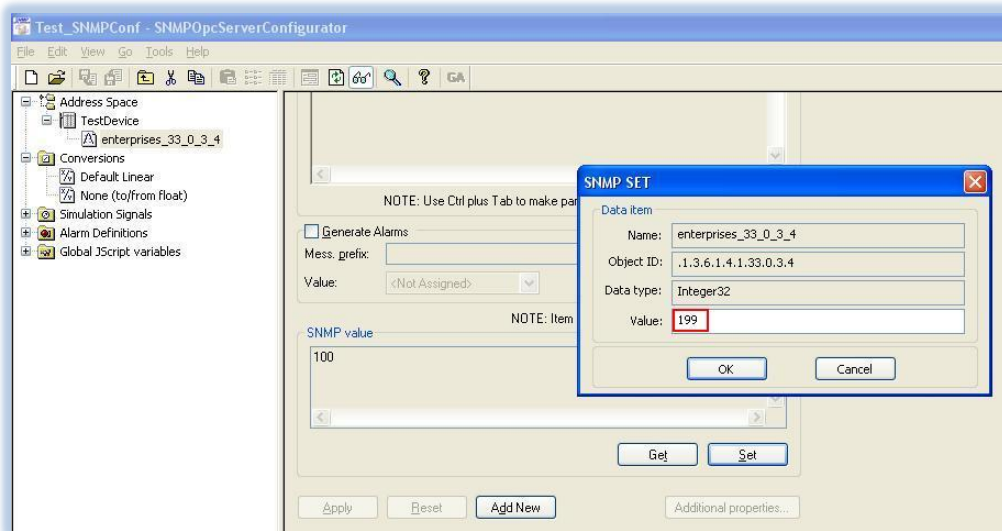 Test_SNMPConf - SNMPOpcServerConfigurator
File Edit View Go Tools Help
GA
Address Space
TestDevice
enterprises_33_0_3_4
Conversions
Default Linear
None (to/from float)
Simulation Signals
Alarm Definitions
Global JScript variables
NOTE: Use Ctrl plus Tab to make par
Generate Alarms
Mess. prefix:
Value: <Not Assigned>
NOTE: Item
SNMP value
100
Get Set
Apply Reset Add New Additional properties...
SNMP SET
Data item
Name: enterprises_33_0_3_4
Object ID: .1.3.6.1.4.1.33.0.3.4
Data type: Integer32
Value: 199
OK Cancel